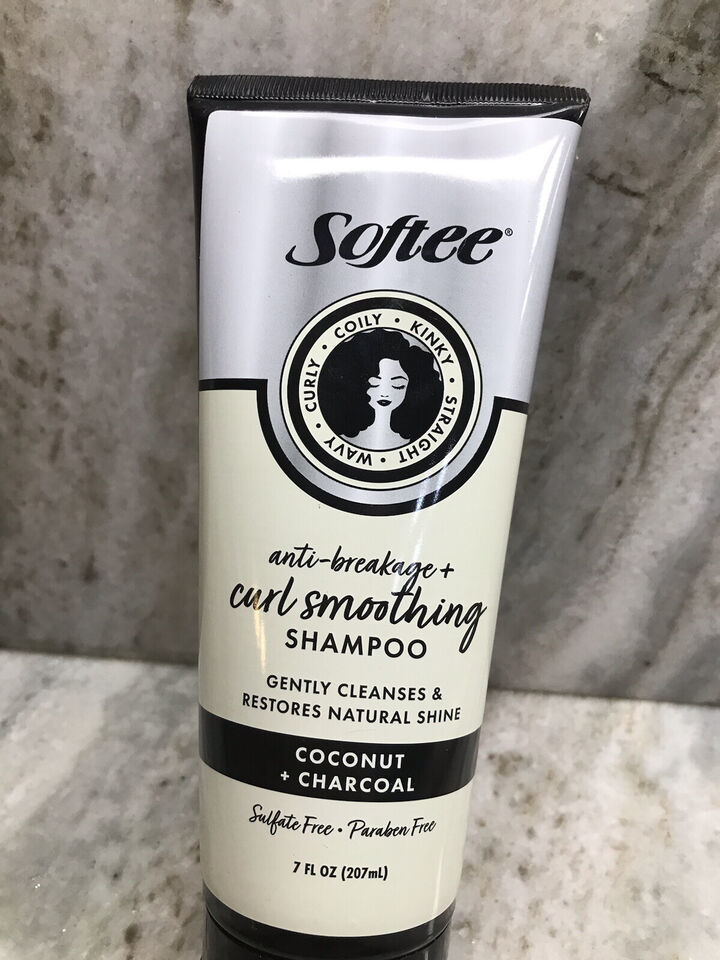 Softee®
WAVY • CURLY • COILY • KINKY • STRAIGHT •
anti-breakage +
curl smoothing
SHAMPOO
GENTLY CLEANSES &
RESTORES NATURAL SHINE
COCONUT
+ CHARCOAL
Sulfate Free • Paraben Free
7 FL OZ (207mL)